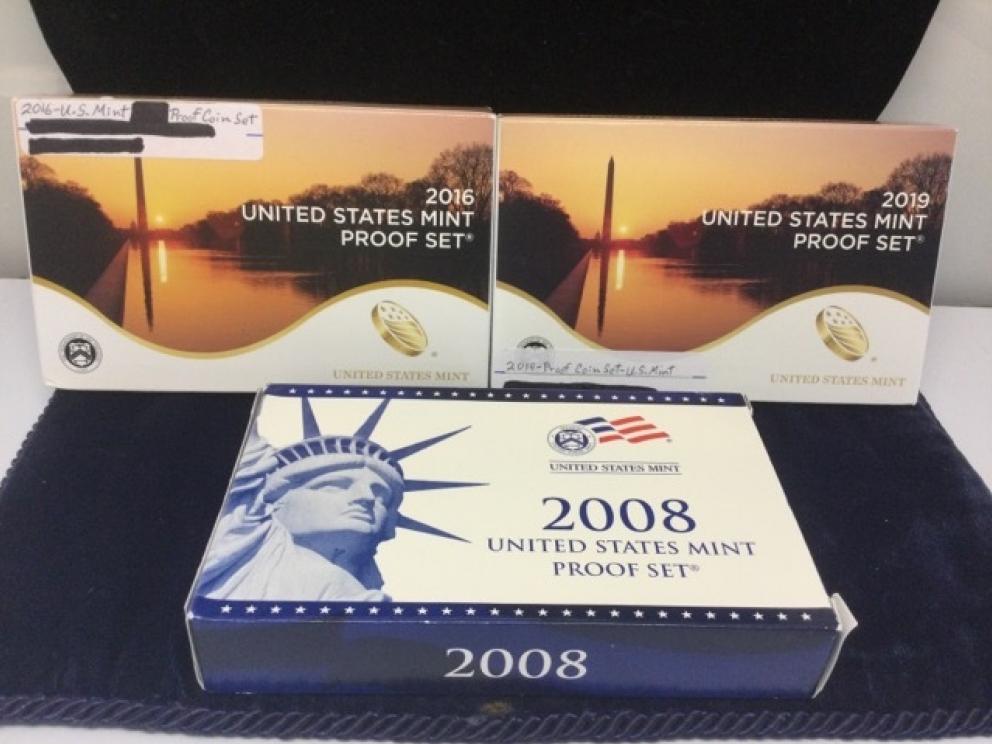 2016-U.S. Mint Proof Coin Set
2016
UNITED STATES MINT
PROOF SET®
UNITED STATES MINT
2019
UNITED STATES MINT
PROOF SET®
2019-Proof Coin Set-U.S. Mint
UNITED STATES MINT
UNITED STATES MINT
2008
UNITED STATES MINT
PROOF SET®
2008